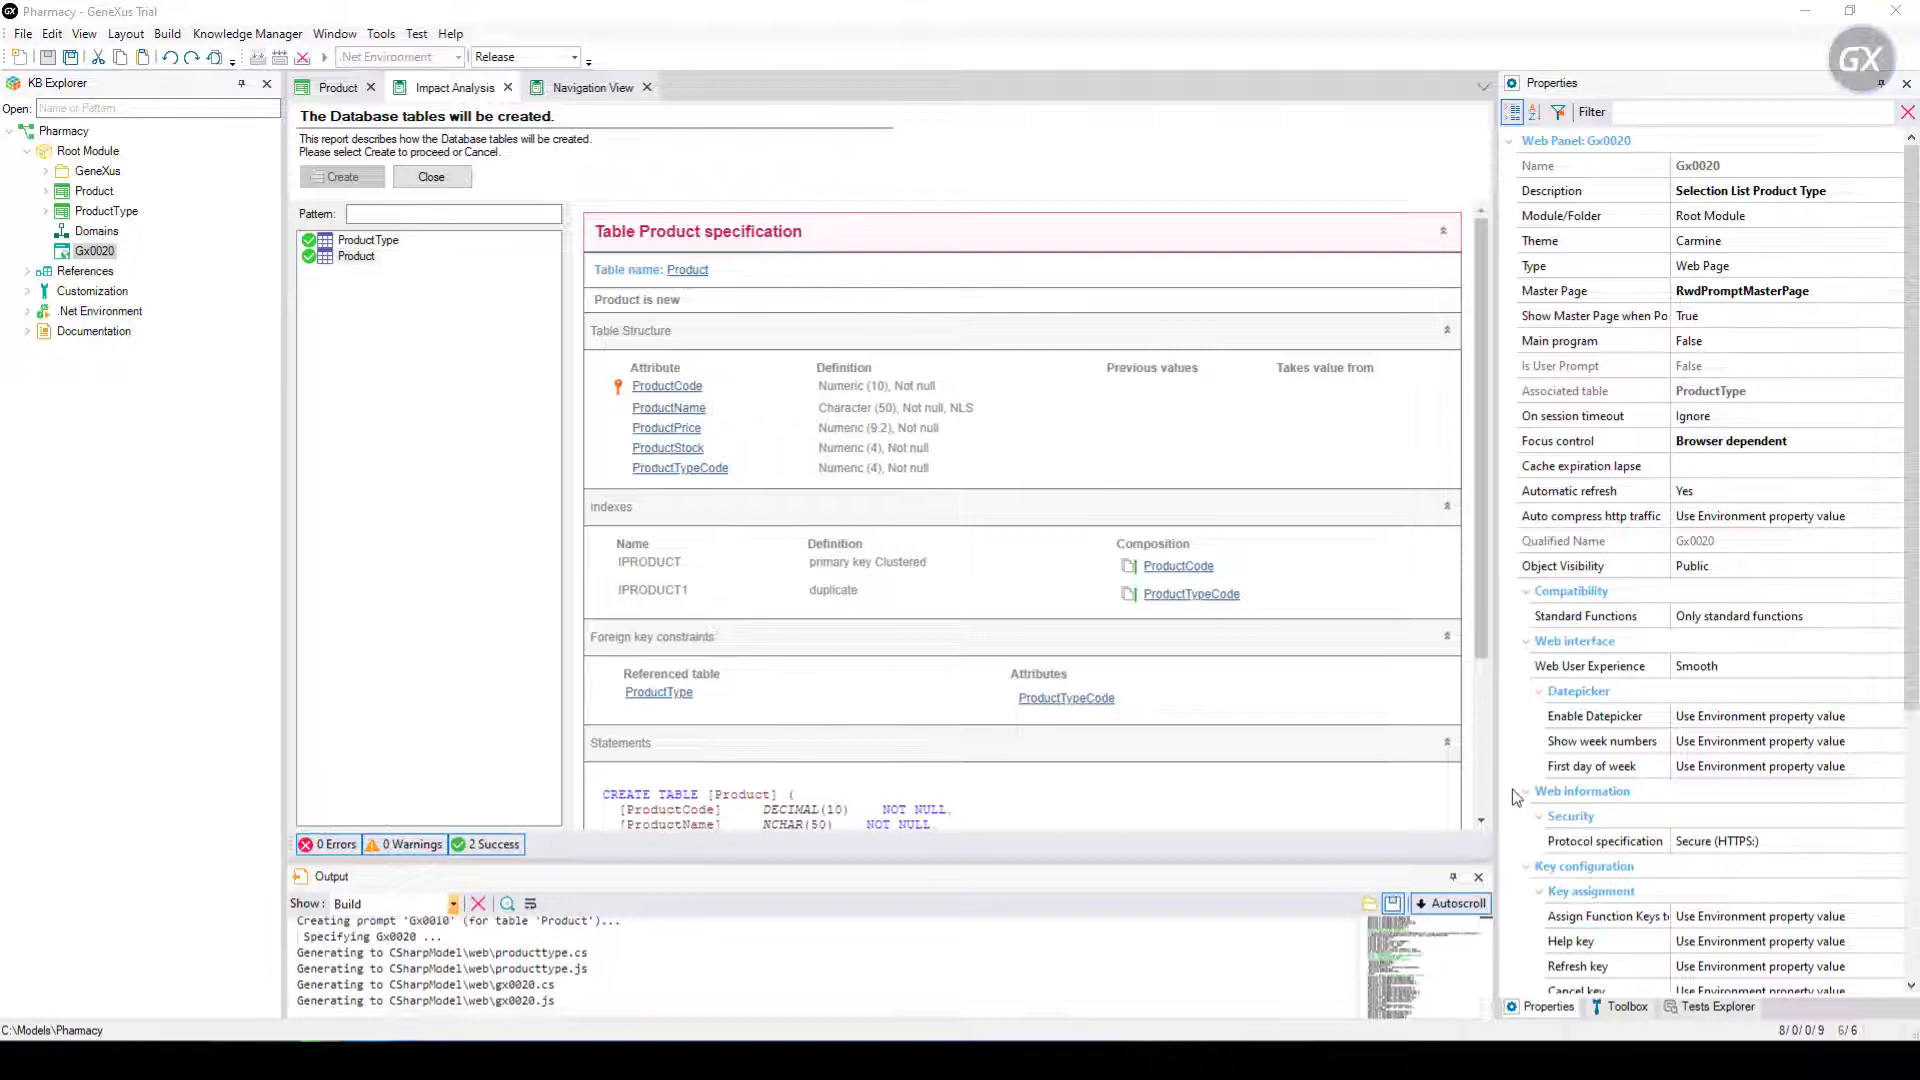 GX Pharmacy - GeneXus Trial
File Edit View Layout Build Knowledge Manager Window Tools Test Help
.Net Environment Release
GX
KB Explorer
Open: Name or Pattern
Pharmacy
Root Module
GeneXus
Product
ProductType
Domains
Gx0020
References
Customization
.Net Environment
Documentation
Product Impact Analysis Navigation View
The Database tables will be created.
This report describes how the Database tables will be created.
Please select Create to proceed or Cancel.
Create Close
Pattern:
ProductType
Product
Table Product specification
Table name: Product
Product is new
Table Structure
Attribute Definition Previous values Takes value from
ProductCode Numeric (10), Not null
ProductName Character (50), Not null, NLS
ProductPrice Numeric (9.2), Not null
ProductStock Numeric (4), Not null
ProductTypeCode Numeric (4), Not null
Indexes
Name Definition Composition
IPRODUCT primary key Clustered ProductCode
IPRODUCT1 duplicate ProductTypeCode
Foreign key constraints
Referenced table Attributes
ProductType ProductTypeCode
Statements
CREATE TABLE [Product] (
[ProductCode] DECIMAL(10) NOT NULL,
[ProductName] NCHAR(50) NOT NULL,
0 Errors 0 Warnings 2 Success
Output
Show: Build Autoscroll
Creating prompt 'Gx0010' (for table 'Product')...
Specifying Gx0020 ...
Generating to CSharpModel\web\producttype.cs
Generating to CSharpModel\web\producttype.js
Generating to CSharpModel\web\gx0020.cs
Generating to CSharpModel\web\gx0020.js
Properties
Filter
Web Panel: Gx0020
Name Gx0020
Description Selection List Product Type
Module/Folder Root Module
Theme Carmine
Type Web Page
Master Page RwdPromptMasterPage
Show Master Page when Po True
Main program False
Is User Prompt False
Associated table ProductType
On session timeout Ignore
Focus control Browser dependent
Cache expiration lapse
Automatic refresh Yes
Auto compress http traffic Use Environment property value
Qualified Name Gx0020
Object Visibility Public
Compatibility
Standard Functions Only standard functions
Web interface
Web User Experience Smooth
Datepicker
Enable Datepicker Use Environment property value
Show week numbers Use Environment property value
First day of week Use Environment property value
Web information
Security
Protocol specification Secure (HTTPS:)
Key configuration
Key assignment
Assign Function Keys t Use Environment property value
Help key Use Environment property value
Refresh key Use Environment property value
Cancel key Use Environment property value
Properties Toolbox Tests Explorer
C:\Models\Pharmacy 8/0/0/9 6/6